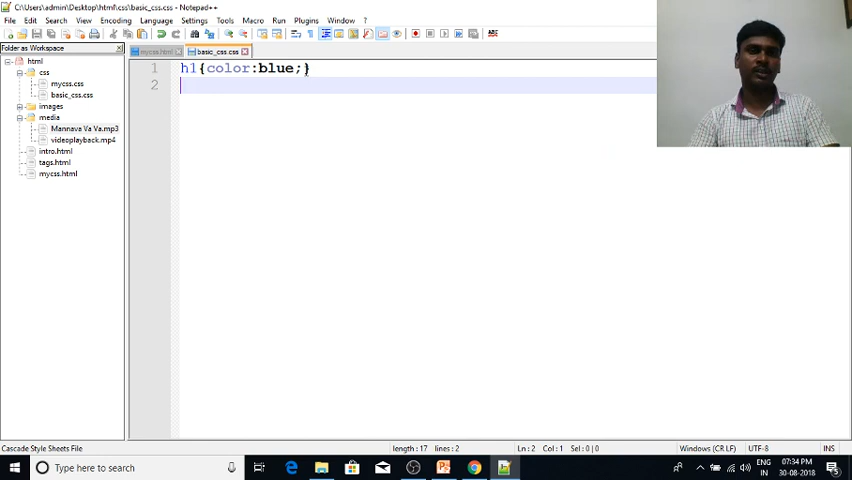 C:\Users\admin\Desktop\html\css\basic_css.css - Notepad++
File Edit Search View Encoding Language Settings Tools Macro Run Plugins Window ?
Folder as Workspace
mycss.html basic_css.css
html
css
mycss.css
basic_css.css
images
media
Mannava Va Va.mp3
videoplayback.mp4
intro.html
tags.html
mycss.html
1 h1{color:blue;}
2
Cascade Style Sheets File length : 17 lines : 2 Ln : 2 Col : 1 Sel : 0 | 0 Windows (CR LF) UTF-8 INS
Type here to search
ENG
IN
07:34 PM
30-08-2018